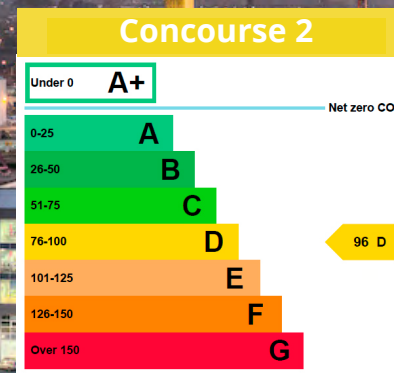 Concourse 2
Under 0 A+
Net zero CO
0-25 A
26-50 B
51-75 C
76-100 D 96 D
101-125 E
126-150 F
Over 150 G